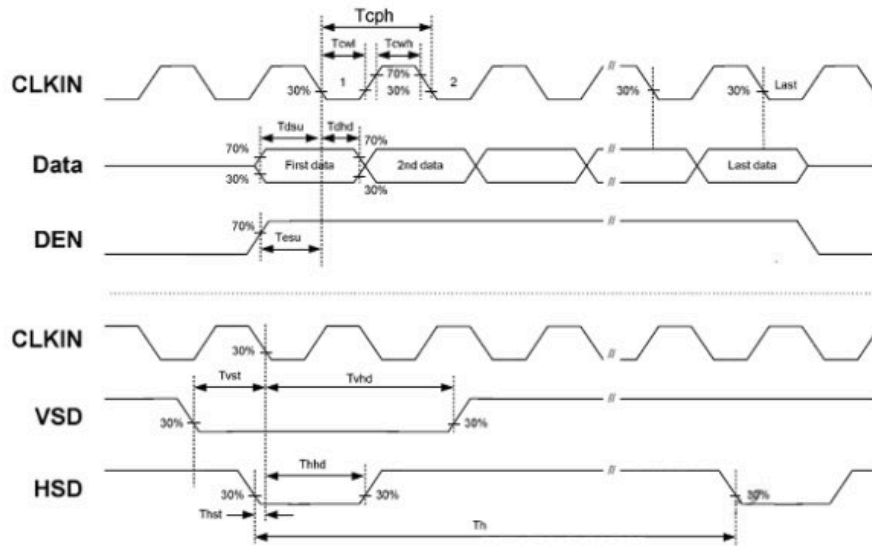 Tcph
Tcwl Tcwh
CLKIN 30% 1 70% 30% 2 30% 30% Last
Tdsu Tdhd
70% 70%
Data First data 2nd data Last data
30% 30%
70%
DEN
Tesu
CLKIN
30%
Tvst Tvhd
VSD
30% 30%
Thhd
HSD 30% 30% 30%
Thst
Th